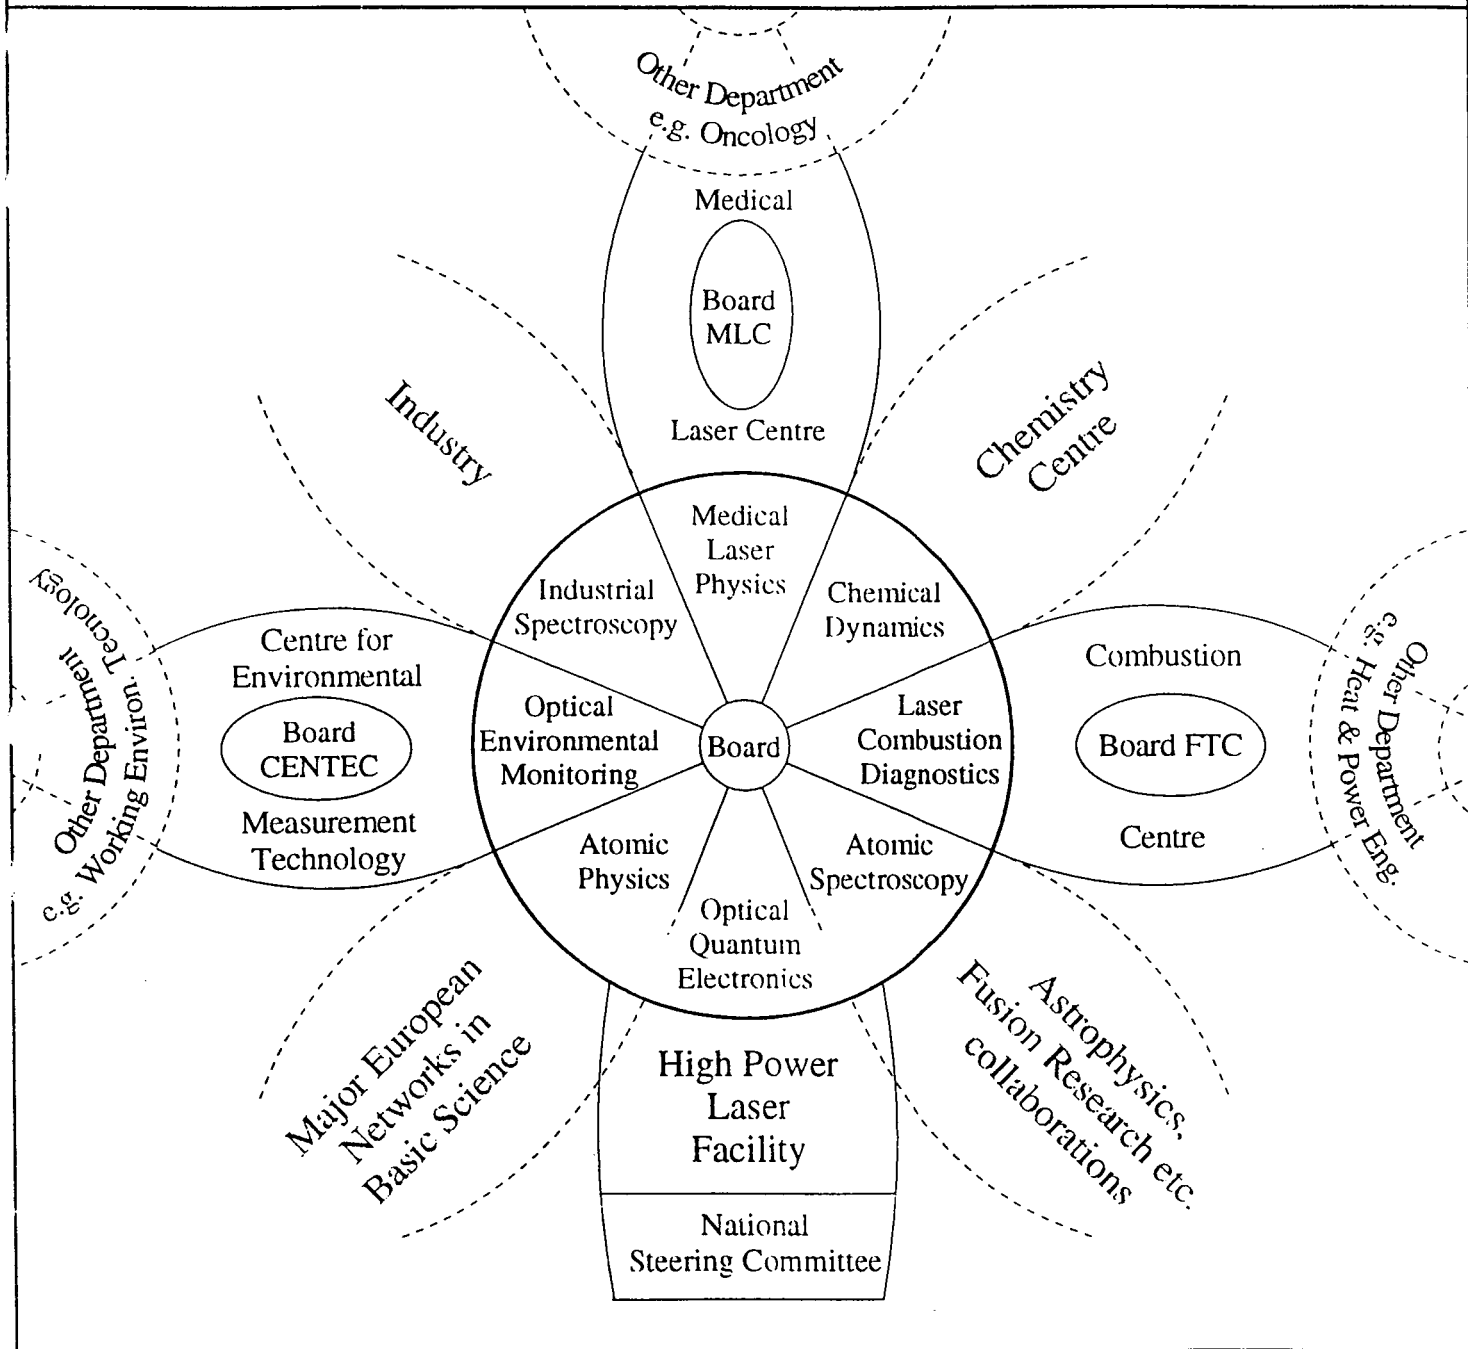 Other Department
e.g. Oncology
Medical
Board
MLC
Laser Centre
Industry
Chemistry
Centre
Medical
Laser
Physics
Industrial
Spectroscopy
Chemical
Dynamics
Optical
Environmental
Monitoring
Board
Laser
Combustion
Diagnostics
Atomic
Physics
Atomic
Spectroscopy
Optical
Quantum
Electronics
Centre for
Environmental
Board
CENTEC
Measurement
Technology
Other Department
e.g. Working Environ. Tecnology
Combustion
Board FTC
Centre
Other Department
e.g. Heat & Power Eng.
Major European
Networks in
Basic Science
High Power
Laser
Facility
National
Steering Committee
Astrophysics,
Fusion Research etc.
collaborations